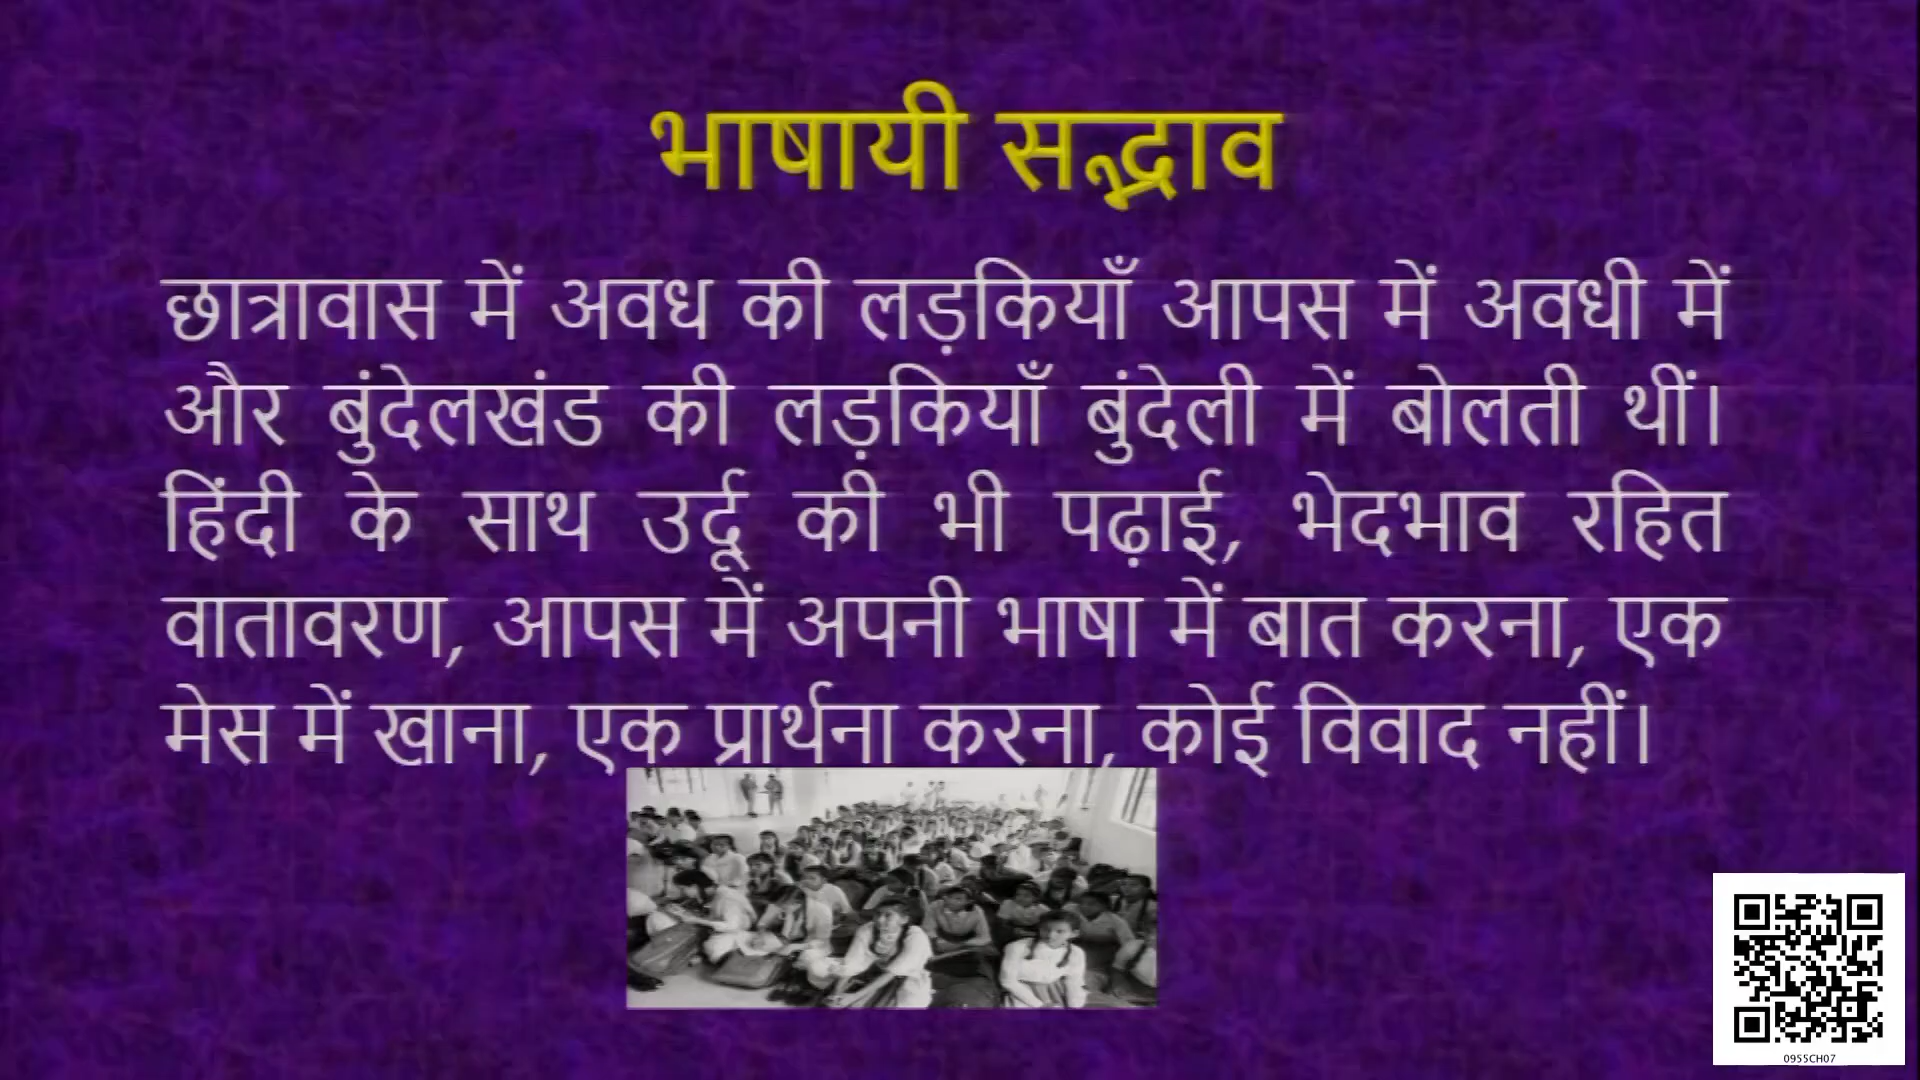 भाषायी सद्भाव
छात्रावास में अवध की लड़कियाँ आपस में अवधी में
और बुंदेलखंड की लड़कियाँ बुंदेली में बोलती थीं।
हिंदी के साथ उर्दू की भी पढ़ाई, भेदभाव रहित
वातावरण, आपस में अपनी भाषा में बात करना, एक
मेस में खाना, एक प्रार्थना करना, कोई विवाद नहीं।
0955CH07